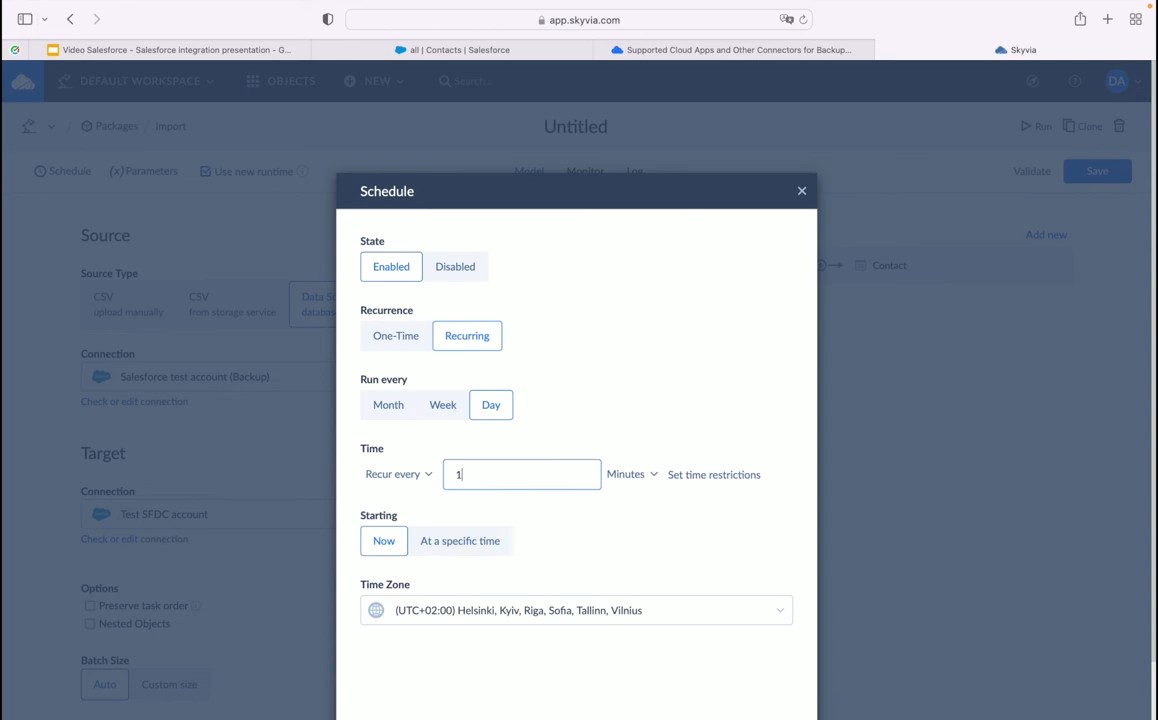 app.skyvia.com
Video Salesforce - Salesforce integration presentation - G...
all | Contacts | Salesforce
Supported Cloud Apps and Other Connectors for Backup...
Skyvia
DEFAULT WORKSPACE
OBJECTS
NEW
Search...
DA
/ Packages / Import
Untitled
Run
Clone
Schedule
{x} Parameters
Use new runtime
Model
Monitor
Log
Validate
Save
Schedule
Source
Add new
Source Type
CSV
upload manually
CSV
from storage service
Contact
Connection
Salesforce test account (Backup)
Check or edit connection
Target
Connection
Test SFDC account
Check or edit connection
Options
Preserve task order
Nested Objects
Batch Size
Auto
Custom size
State
Enabled
Disabled
Recurrence
One-Time
Recurring
Run every
Month
Week
Day
Time
Recur every
1
Minutes
Set time restrictions
Starting
Now
At a specific time
Time Zone
(UTC+02:00) Helsinki, Kyiv, Riga, Sofia, Tallinn, Vilnius